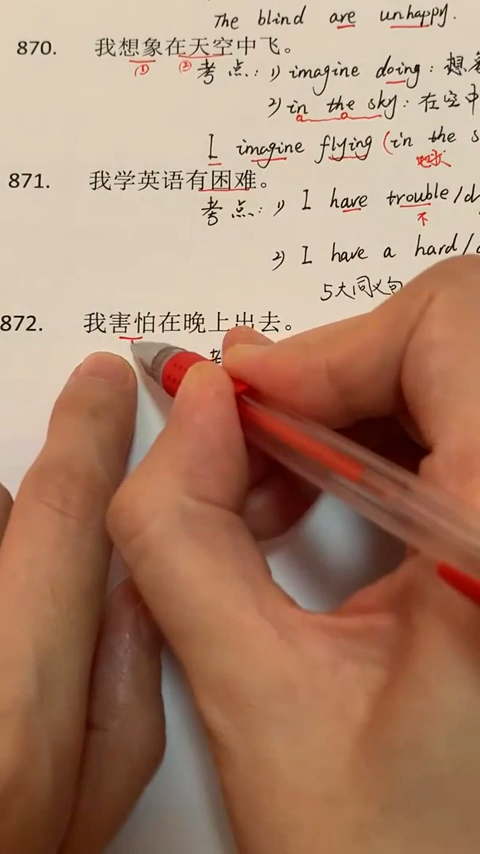 The blind are unhappy.
870. 我想象在天空中飞。
① ② 考点：1) imagine doing：想象
2) in the sky：在空中
I imagine flying (in the s
地状
871. 我学英语有困难。
考点：1) I have trouble/d
不
2) I have a hard/d
5大同义句
872. 我害怕在晚上出去。